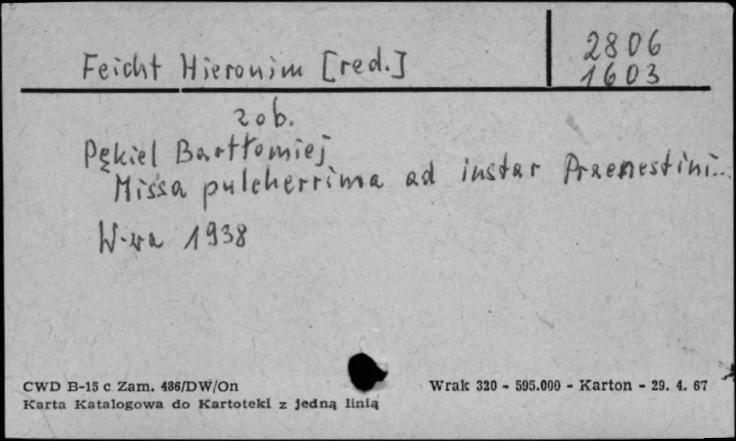 Feicht Hieronim [red.]
2806
1603
zob.
Pękiel Bartłomiej
Missa pulcherrima ad instar Praenestini..
W-wa 1938
CWD B-15 c Zam. 486/DW/On
Karta Katalogowa do Kartoteki z jedną linią
Wrak 320 - 595.000 - Karton - 29. 4. 67